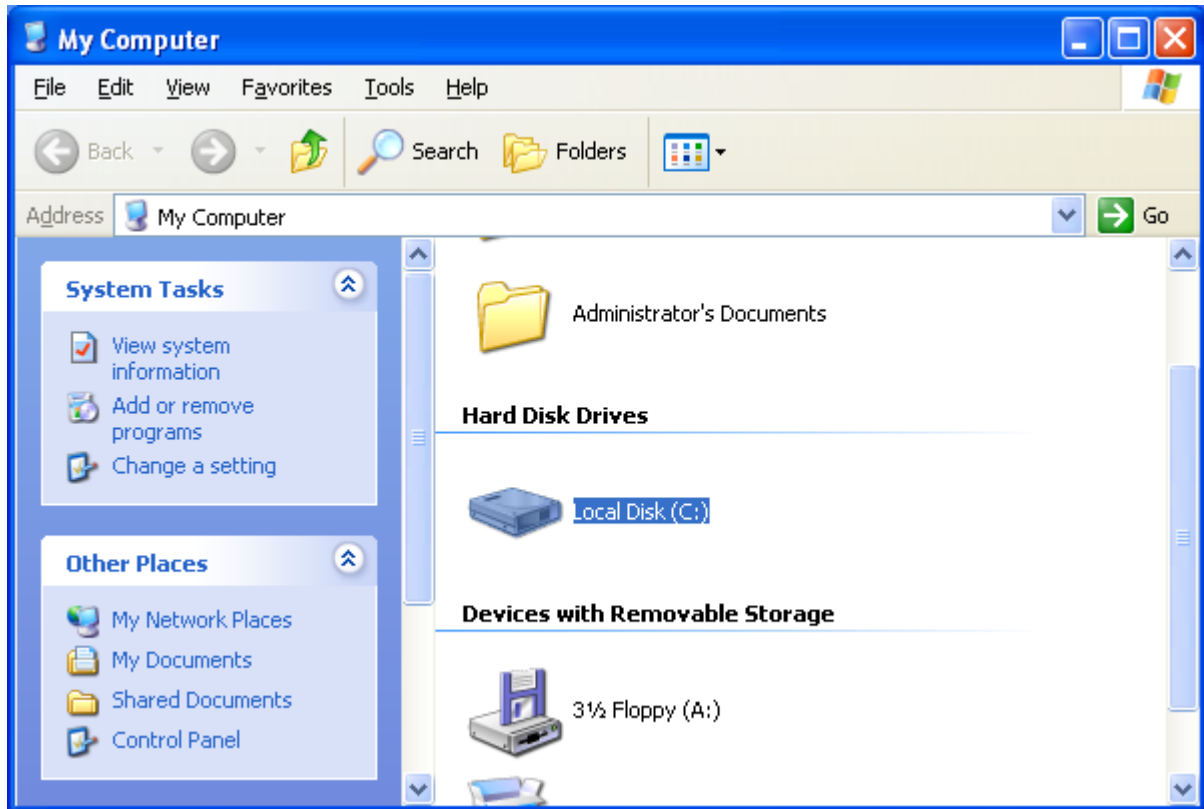 My Computer
File Edit View Favorites Tools Help
Back Search Folders
Address My Computer Go
System Tasks
View system
information
Add or remove
programs
Change a setting
Other Places
My Network Places
My Documents
Shared Documents
Control Panel
Administrator's Documents
Hard Disk Drives
Local Disk (C:)
Devices with Removable Storage
3½ Floppy (A:)